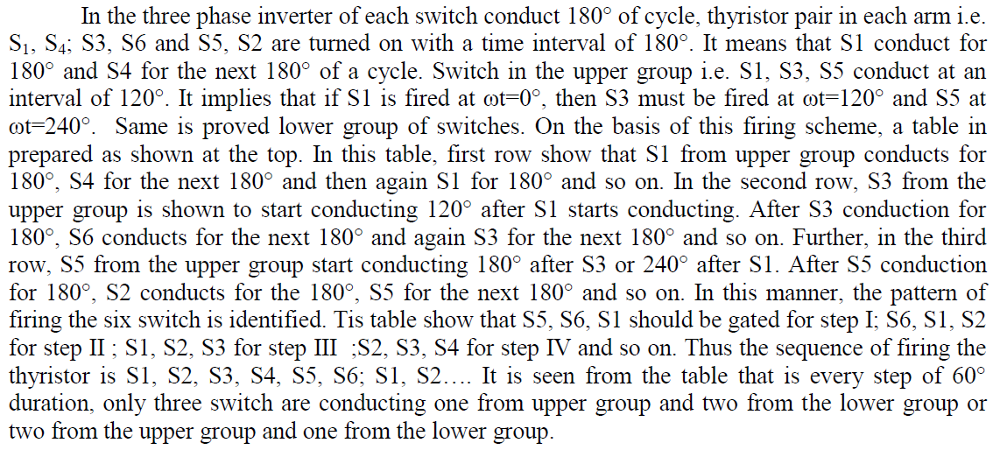 In the three phase inverter of each switch conduct 180° of cycle, thyristor pair in each arm i.e.
S₁, S₄; S3, S6 and S5, S2 are turned on with a time interval of 180°. It means that S1 conduct for
180° and S4 for the next 180° of a cycle. Switch in the upper group i.e. S1, S3, S5 conduct at an
interval of 120°. It implies that if S1 is fired at ωt=0°, then S3 must be fired at ωt=120° and S5 at
ωt=240°. Same is proved lower group of switches. On the basis of this firing scheme, a table in
prepared as shown at the top. In this table, first row show that S1 from upper group conducts for
180°, S4 for the next 180° and then again S1 for 180° and so on. In the second row, S3 from the
upper group is shown to start conducting 120° after S1 starts conducting. After S3 conduction for
180°, S6 conducts for the next 180° and again S3 for the next 180° and so on. Further, in the third
row, S5 from the upper group start conducting 180° after S3 or 240° after S1. After S5 conduction
for 180°, S2 conducts for the 180°, S5 for the next 180° and so on. In this manner, the pattern of
firing the six switch is identified. Tis table show that S5, S6, S1 should be gated for step I; S6, S1, S2
for step II ; S1, S2, S3 for step III ;S2, S3, S4 for step IV and so on. Thus the sequence of firing the
thyristor is S1, S2, S3, S4, S5, S6; S1, S2…. It is seen from the table that is every step of 60°
duration, only three switch are conducting one from upper group and two from the lower group or
two from the upper group and one from the lower group.